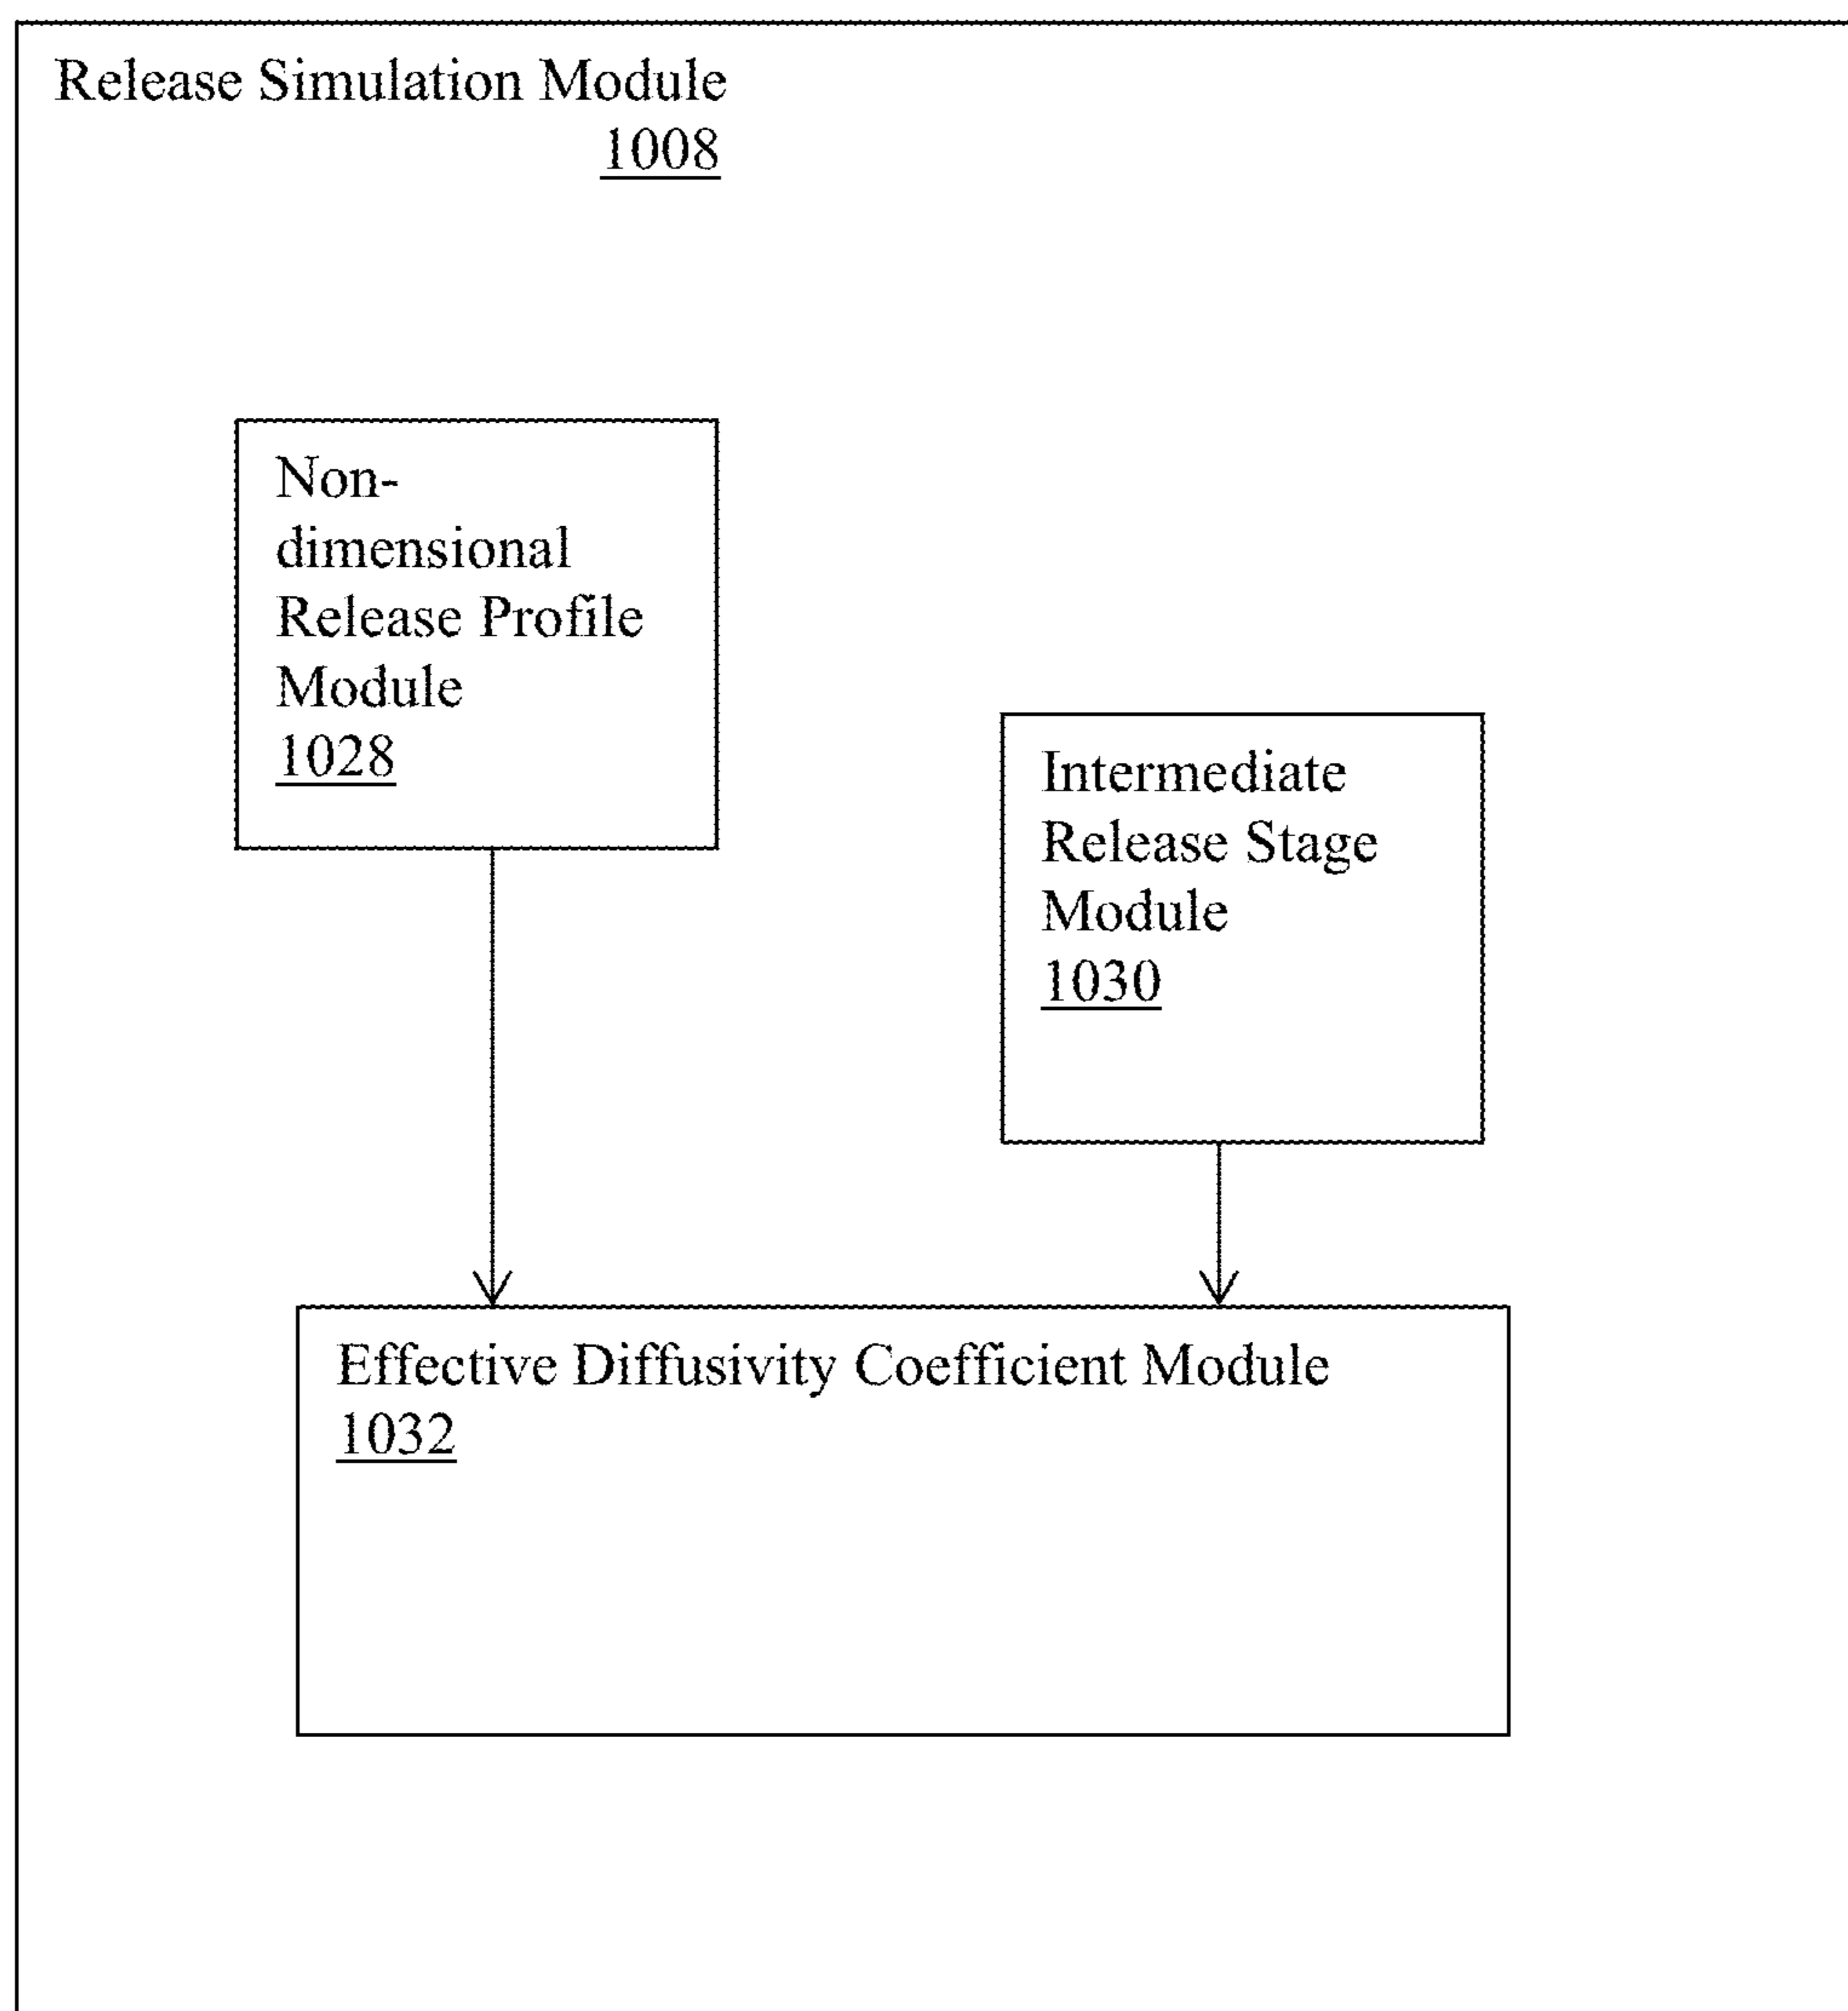 Release Simulation Module
1008
Non-
dimensional
Release Profile
Module
1028
Intermediate
Release Stage
Module
1030
Effective Diffusivity Coefficient Module
1032